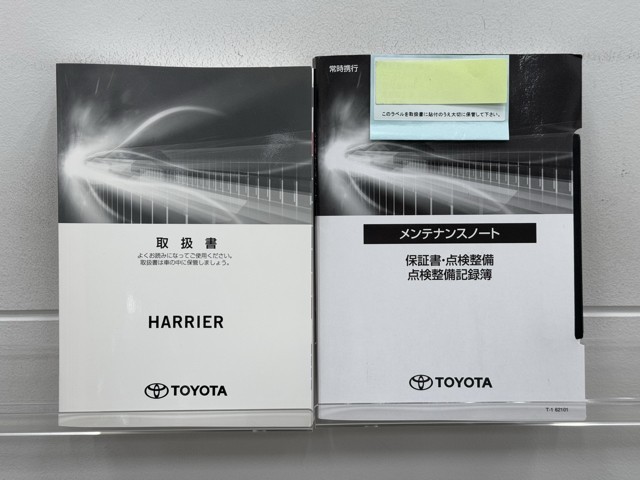 取扱書
よくお読みになってご使用ください。
取扱書は車の中に保管しましょう。
HARRIER
TOYOTA
常時携行
このラベルを取扱書に貼付のうえ大切に保管して下さい。
メンテナンスノート
保証書・点検整備
点検整備記録簿
TOYOTA
T-1 62101